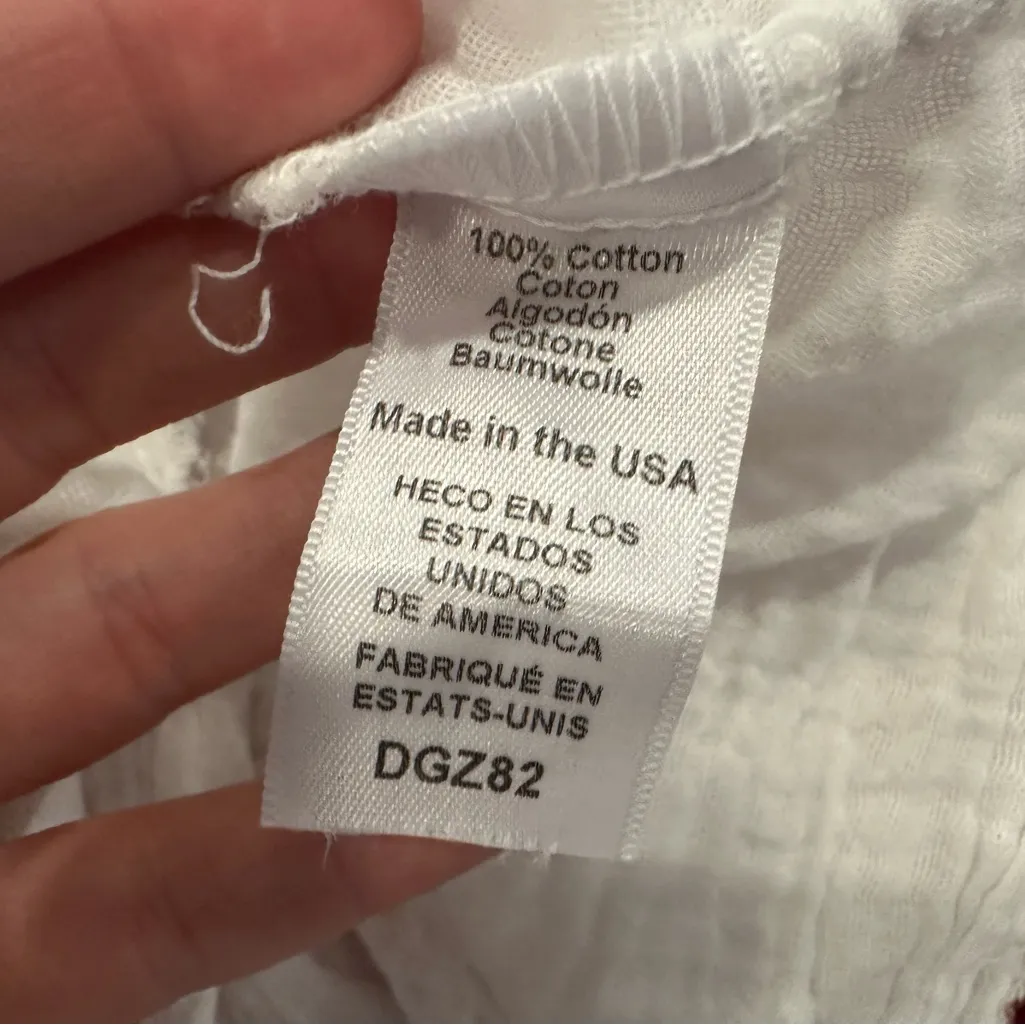 100% Cotton
Coton
Algodón
Cotone
Baumwolle
Made in the USA
HECO EN LOS
ESTADOS
UNIDOS
DE AMERICA
FABRIQUÉ EN
ESTATS-UNIS
DGZ82